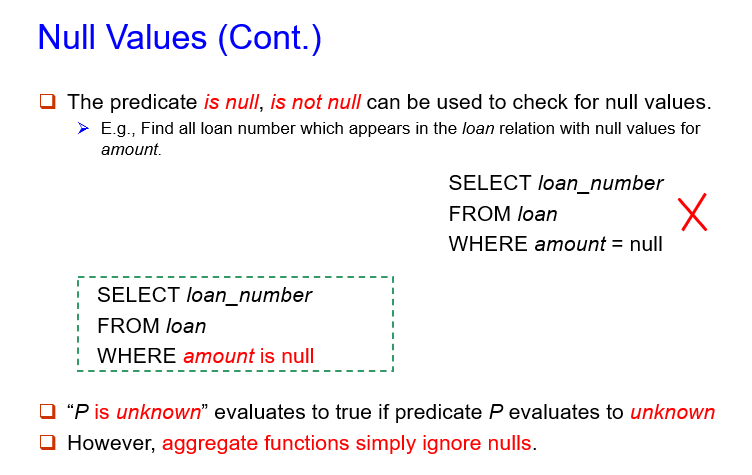 Null Values (Cont.)
The predicate is null, is not null can be used to check for null values.
E.g., Find all loan number which appears in the loan relation with null values for
amount.
SELECT loan_number
FROM loan
WHERE amount = null
SELECT loan_number
FROM loan
WHERE amount is null
“P is unknown” evaluates to true if predicate P evaluates to unknown
However, aggregate functions simply ignore nulls.